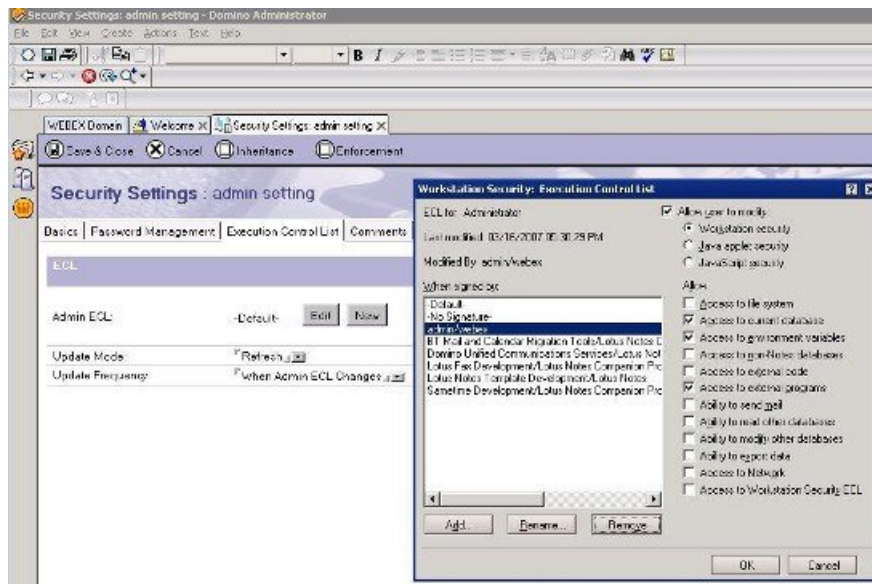 Security Settings: admin setting - Domino Administrator
File Edit View Create Actions Text Help
B I
WEBEX Domain Welcome Security Settings: admin setting
Save & Close Cancel Inheritance Enforcement
Security Settings : admin setting
Basics Password Management Execution Control List Comments
ECL
Admin ECL: -Default- Edit New
Update Mode: Refresh
Update Frequency: When Admin ECL Changes
Workstation Security: Execution Control List
ECL for: Administrator
Last modified: 03/16/2007 05:30:29 PM
Modified By: admin/webex
When signed by:
-Default-
-No Signature-
admin/webex
BT Mail and Calendar Migration Tools/Lotus Notes C
Domino Unified Communications Services/Lotus Not
Lotus Fax Development/Lotus Notes Companion Pro
Lotus Notes Template Development/Lotus Notes
Sametime Development/Lotus Notes Companion Pro
Add... Rename... Remove
Allow user to modify
Workstation security
Java applet security
JavaScript security
Allow:
Access to file system
Access to current database
Access to environment variables
Access to non-Notes databases
Access to external code
Access to external programs
Ability to send mail
Ability to read other databases
Ability to modify other databases
Ability to export data
Access to Network
Access to Workstation Security ECL
OK Cancel